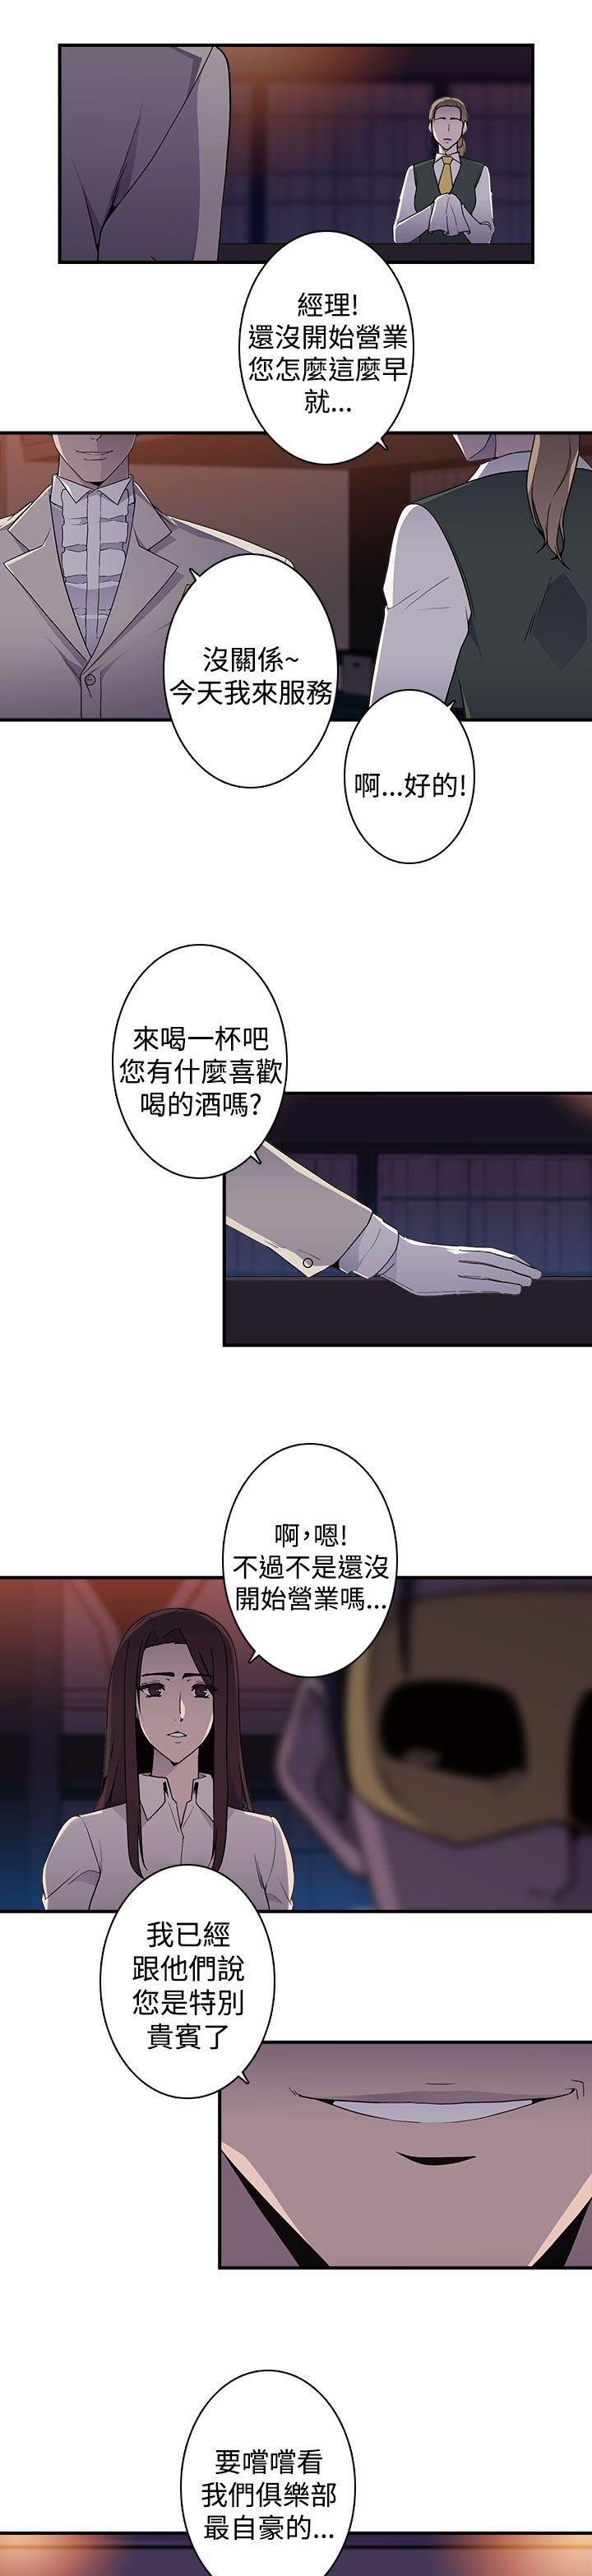 經理!
還沒開始營業
您怎麼這麼早
就...
沒關係~
今天我來服務
啊...好的!
來喝一杯吧
您有什麼喜歡
喝的酒嗎?
啊,嗯!
不過不是還沒
開始營業嗎...
我已經
跟他們說
您是特別
貴賓了
要嚐嚐看
我們俱樂部
最自豪的...